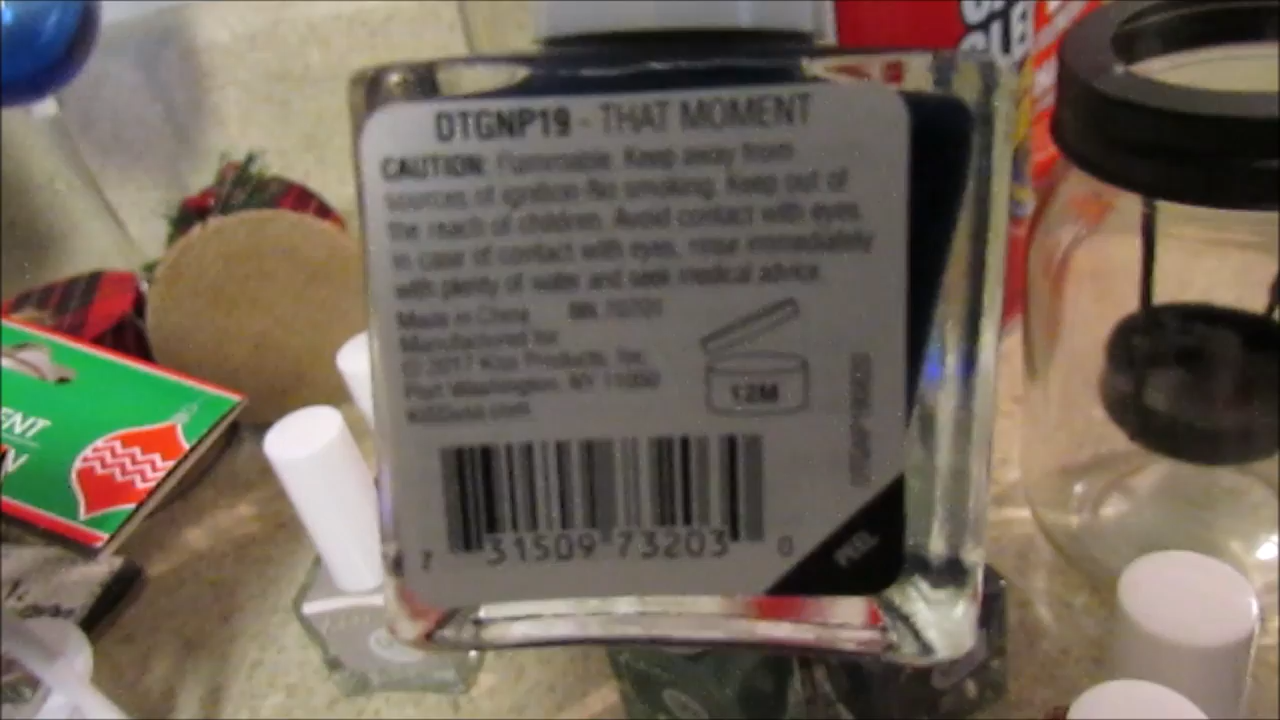 DTGNP19 - THAT MOMENT
CAUTION: Flammable. Keep away from
sources of ignition-No smoking. Keep out of
the reach of children. Avoid contact with eyes.
In case of contact with eyes, rinse immediately
with plenty of water and seek medical advice.
Made in China
Manufactured for
© 2017 Kiss Products, Inc.
Port Washington, NY 11050
12M
7 31509 73203 0
PEEL
ENT